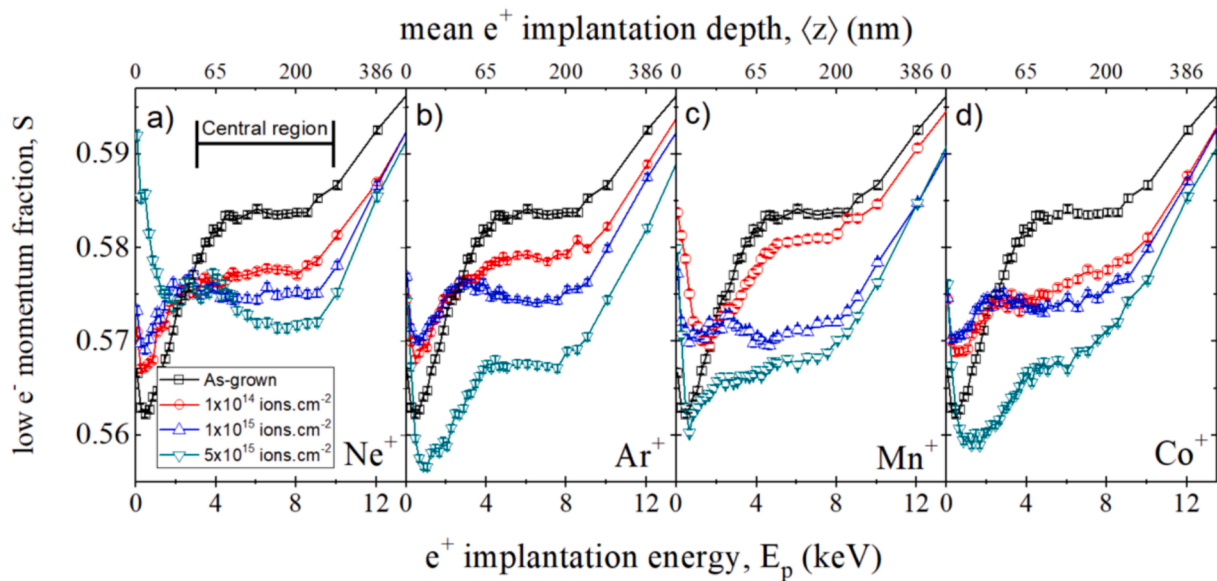 mean e⁺ implantation depth, ⟨z⟩ (nm)
0 65 200 386 0 65 200 386 0 65 200 386 0 65 200 386
a) b) c) d)
Central region
low e⁻ momentum fraction, S
0.59
0.58
0.57
0.56
As-grown
1x10¹⁴ ions.cm⁻²
1x10¹⁵ ions.cm⁻²
5x10¹⁵ ions.cm⁻²
Ne⁺ Ar⁺ Mn⁺ Co⁺
0 4 8 12 0 4 8 12 0 4 8 12 0 4 8 12
e⁺ implantation energy, Eₚ (keV)